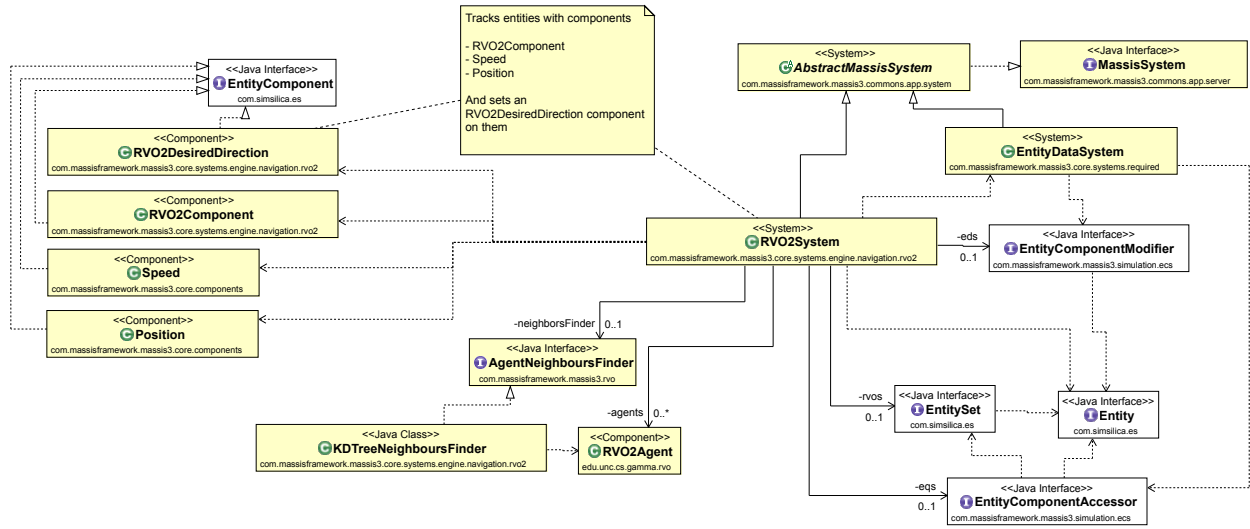 Tracks entities with components
- RVO2Component
- Speed
- Position
And sets an
RVO2DesiredDirection component
on them
<<System>>
AbstractMassisSystem
com.massisframework.massis3.commons.app.system
<<Java Interface>>
MassisSystem
com.massisframework.massis3.commons.app.server
<<Java Interface>>
EntityComponent
com.simsilica.es
<<Component>>
RVO2DesiredDirection
com.massisframework.massis3.core.systems.engine.navigation.rvo2
<<System>>
EntityDataSystem
com.massisframework.massis3.core.systems.required
<<Component>>
RVO2Component
com.massisframework.massis3.core.systems.engine.navigation.rvo2
<<System>>
RVO2System
com.massisframework.massis3.core.systems.engine.navigation.rvo2
-eds
0..1
<<Java Interface>>
EntityComponentModifier
com.massisframework.massis3.simulation.ecs
<<Component>>
Speed
com.massisframework.massis3.core.components
<<Component>>
Position
com.massisframework.massis3.core.components
-neighborsFinder
0..1
<<Java Interface>>
AgentNeighboursFinder
com.massisframework.massis3.rvo
-agents
0..*
-rvos
0..1
<<Java Interface>>
EntitySet
com.simsilica.es
<<Java Interface>>
Entity
com.simsilica.es
<<Java Class>>
KDTreeNeighboursFinder
com.massisframework.massis3.core.systems.engine.navigation.rvo2
<<Component>>
RVO2Agent
edu.unc.cs.gamma.rvo
-eqs
0..1
<<Java Interface>>
EntityComponentAccessor
com.massisframework.massis3.simulation.ecs